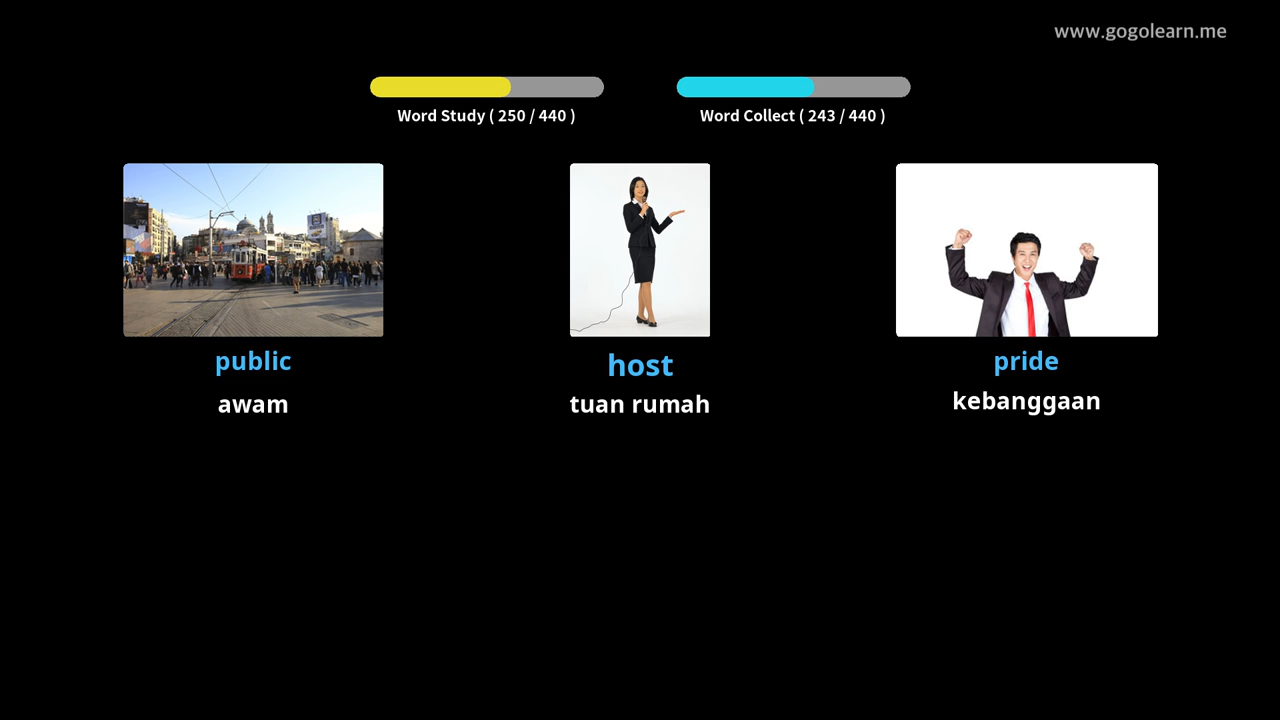 www.gogolearn.me
Word Study ( 250 / 440 )
Word Collect ( 243 / 440 )
public
host
pride
awam
tuan rumah
kebanggaan